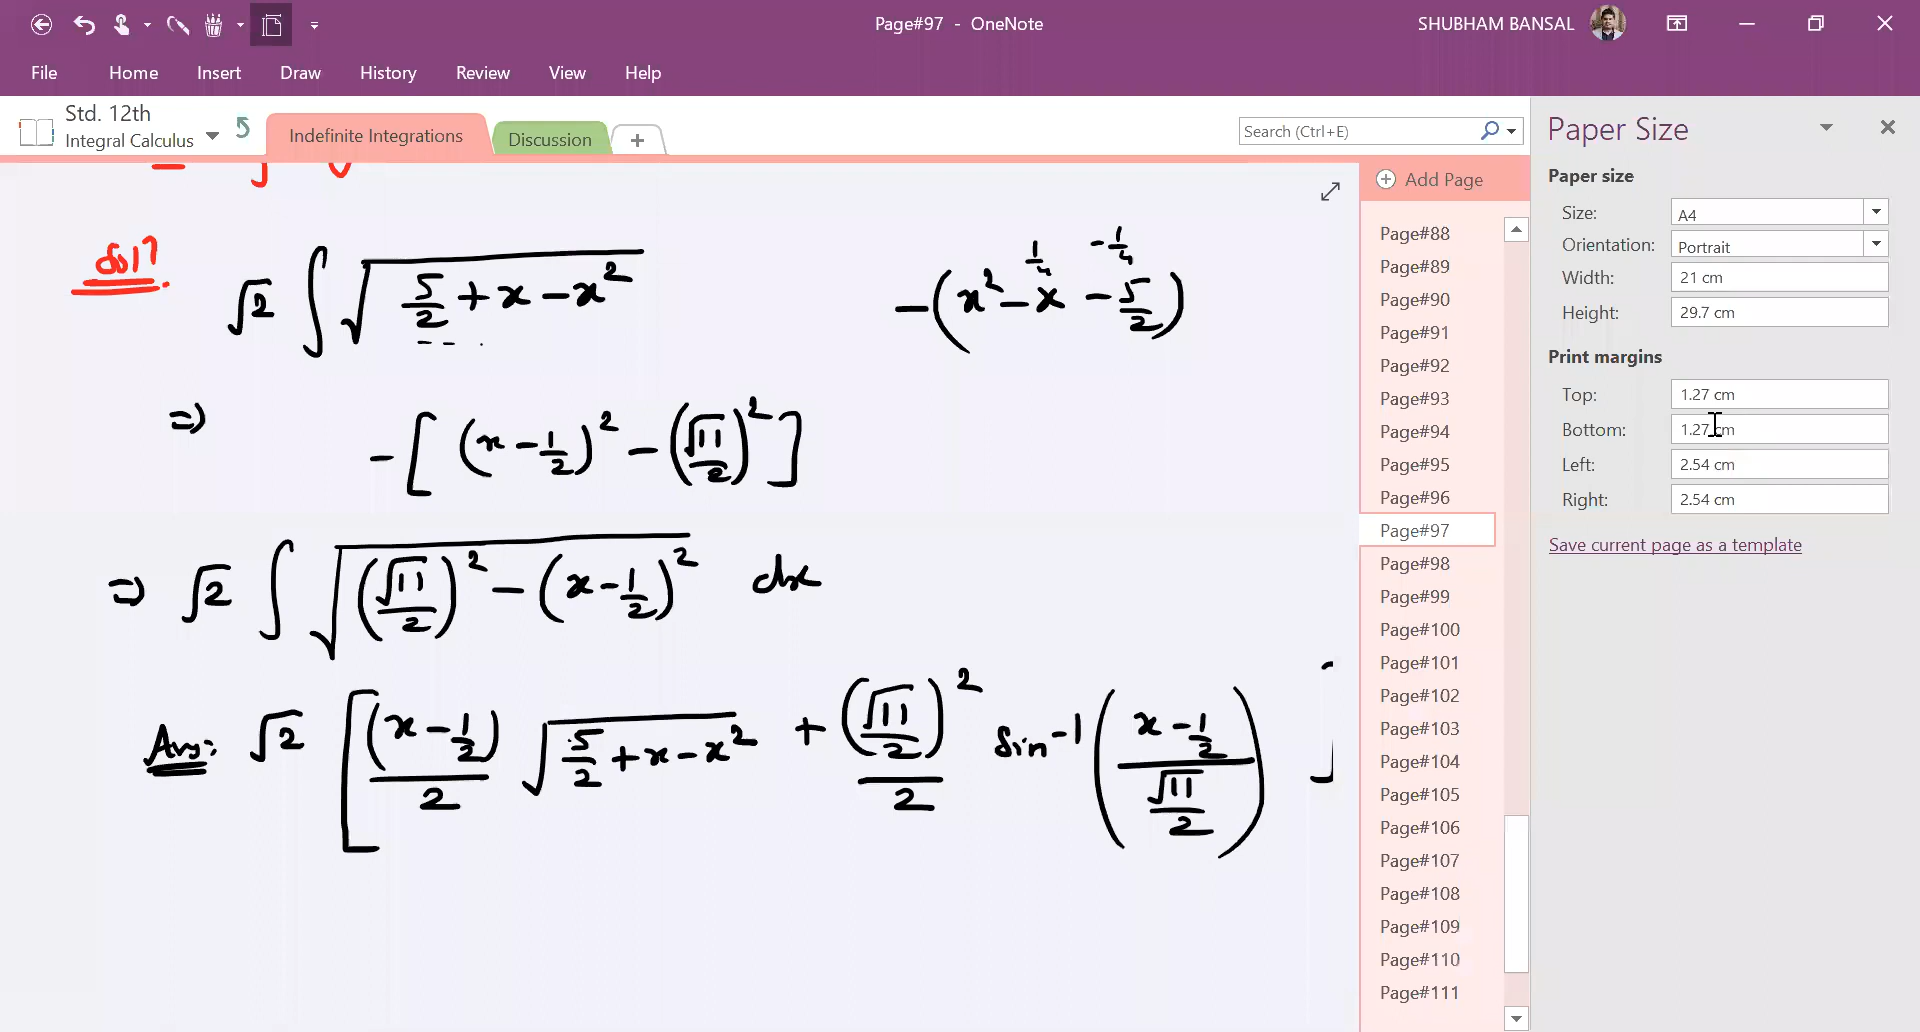 Page#97 - OneNote
SHUBHAM BANSAL
File Home Insert Draw History Review View Help
Std. 12th
Integral Calculus
Indefinite Integrations
Discussion
Search (Ctrl+E)
Add Page
Page#88
Page#89
Page#90
Page#91
Page#92
Page#93
Page#94
Page#95
Page#96
Page#97
Page#98
Page#99
Page#100
Page#101
Page#102
Page#103
Page#104
Page#105
Page#106
Page#107
Page#108
Page#109
Page#110
Page#111
Paper Size
Paper size
Size: A4
Orientation: Portrait
Width: 21 cm
Height: 29.7 cm
Print margins
Top: 1.27 cm
Bottom: 1.27 cm
Left: 2.54 cm
Right: 2.54 cm
Save current page as a template
Sol? √2 ∫ √(5/2 + x − x²) −(x² − x 1/4 −1/4 − 5/2)
⇒ −[(x − 1/2)² − (√11/2)²]
⇒ √2 ∫ √((√11/2)² − (x − 1/2)²) dx
Ans: √2 [(x − 1/2)/2 √(5/2 + x − x²) + (√11/2)²/2 sin⁻¹((x − 1/2)/(√11/2)) ]